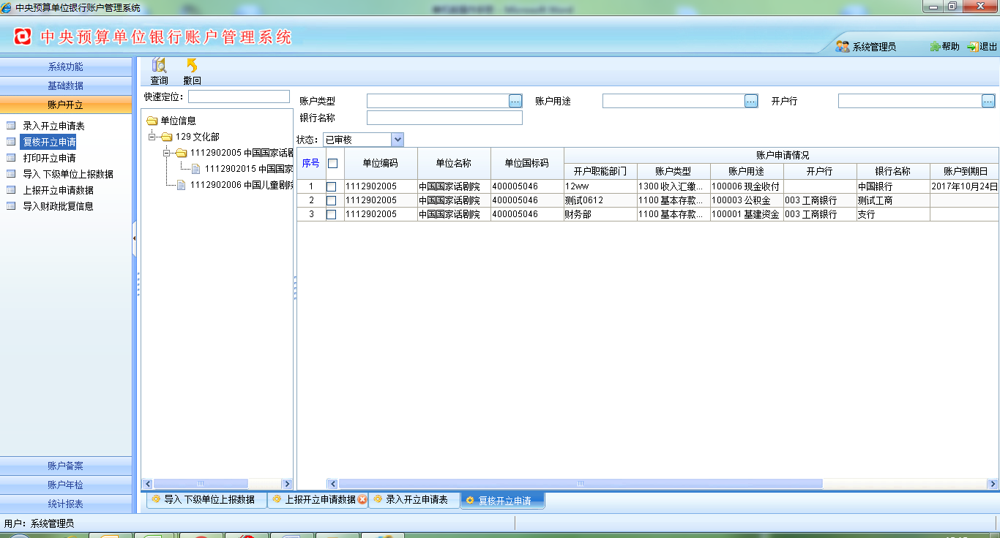 中央预算单位银行账户管理系统
中央预算单位银行账户管理系统
系统管理员 帮助 退出
系统功能
基础数据
账户开立
录入开立申请表
复核开立申请
打印开立申请
导入 下级单位上报数据
上报开立申请数据
导入财政批复信息
账户备案
账户年检
统计报表
查询 撤回
快速定位：
单位信息
129 文化部
1112902005 中国国家话剧
1112902015 中国国家
1112902006 中国儿童剧院
账户类型 ... 账户用途 ... 开户行 ...
银行名称
状态： 已审核
序号 单位编码 单位名称 单位国标码 账户申请情况
开户职能部门 账户类型 账户用途 开户行 银行名称 账户到期日
1 1112902005 中国国家话剧院 400005046 12ww 1300 收入汇缴... 100006 现金收付 中国银行 2017年10月24日
2 1112902005 中国国家话剧院 400005046 测试0612 1100 基本存款... 100003 公积金 003 工商银行 测试工商
3 1112902005 中国国家话剧院 400005046 财务部 1100 基本存款... 100001 基建资金 003 工商银行 支行
导入 下级单位上报数据 上报开立申请数据 录入开立申请表 复核开立申请
用户：系统管理员